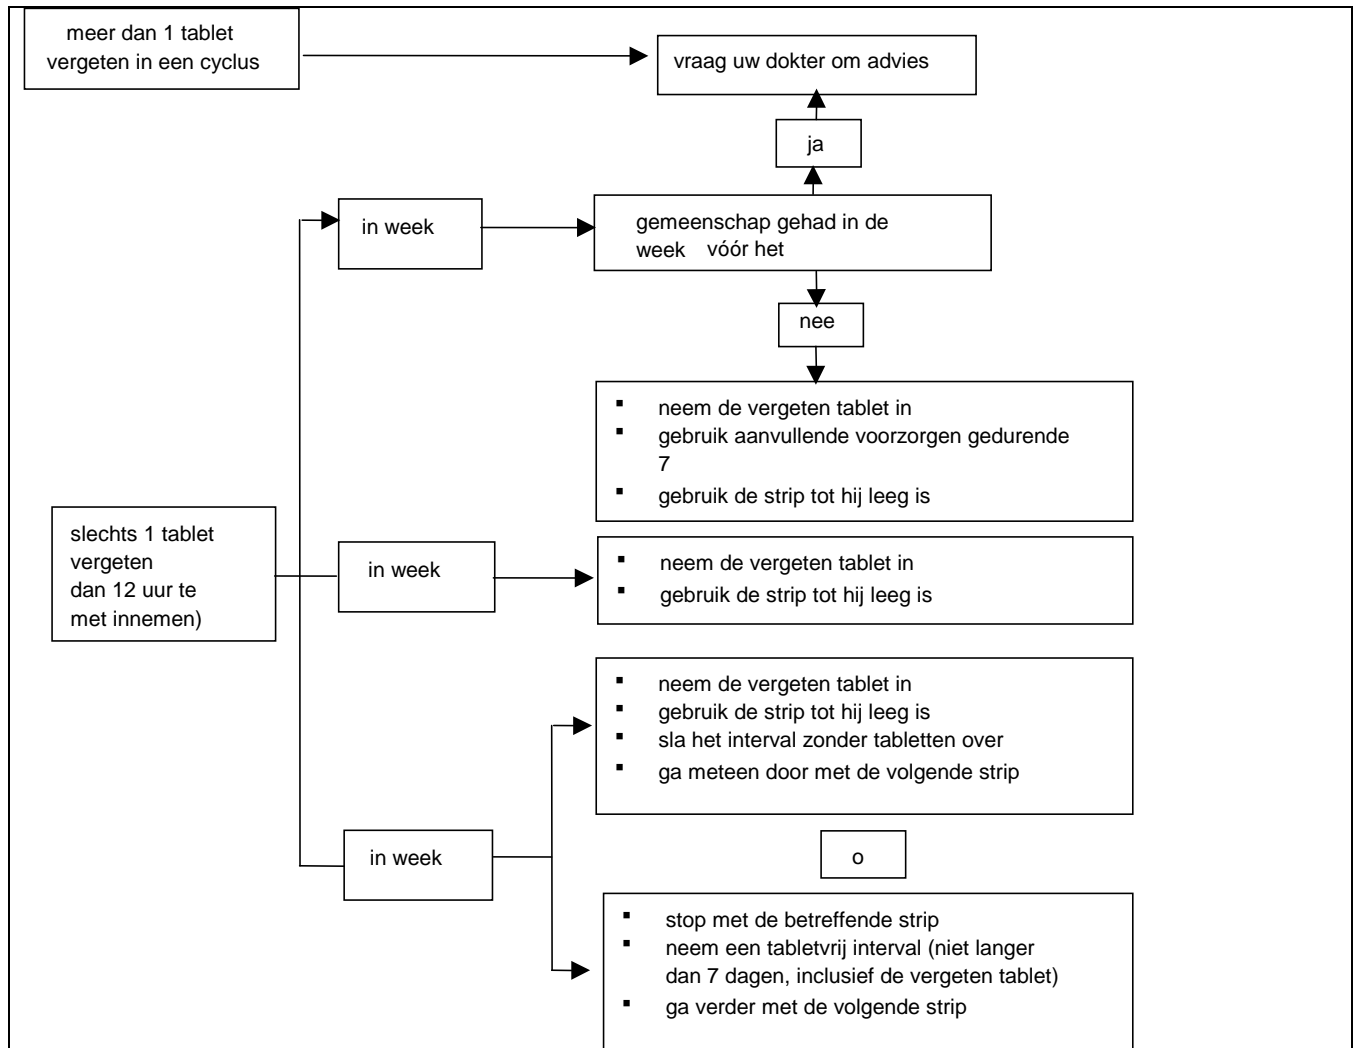 meer dan 1 tablet
vergeten in een cyclus
vraag uw dokter om advies
ja
in week
gemeenschap gehad in de
week vóór het
nee
▪ neem de vergeten tablet in
▪ gebruik aanvullende voorzorgen gedurende
7
▪ gebruik de strip tot hij leeg is
slechts 1 tablet
vergeten
dan 12 uur te
met innemen)
in week
▪ neem de vergeten tablet in
▪ gebruik de strip tot hij leeg is
▪ neem de vergeten tablet in
▪ gebruik de strip tot hij leeg is
▪ sla het interval zonder tabletten over
▪ ga meteen door met de volgende strip
in week
o
▪ stop met de betreffende strip
▪ neem een tabletvrij interval (niet langer
dan 7 dagen, inclusief de vergeten tablet)
▪ ga verder met de volgende strip